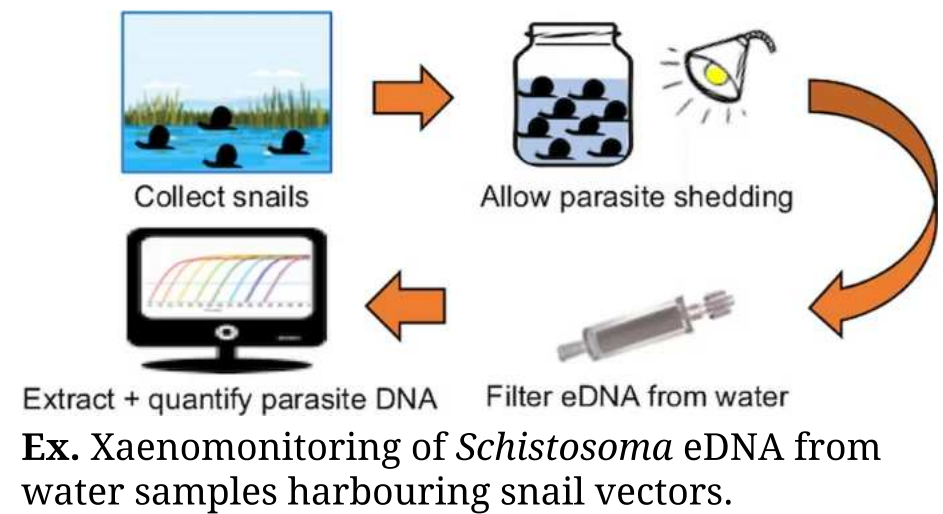 Collect snails
Allow parasite shedding
Filter eDNA from water
Extract + quantify parasite DNA
Ex. Xaenomonitoring of Schistosoma eDNA from
water samples harbouring snail vectors.